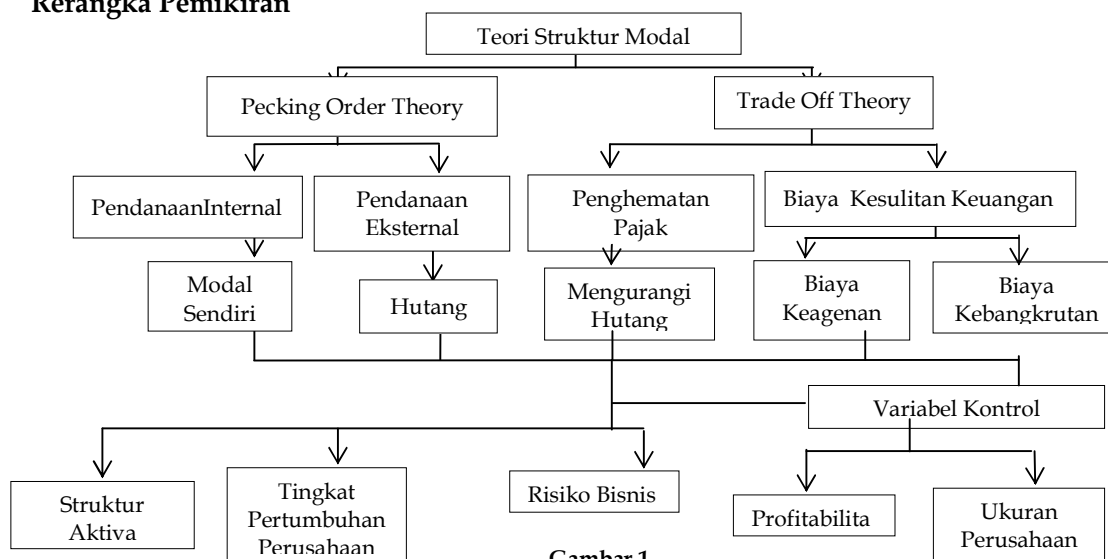 Rerangka Pemikiran
Teori Struktur Modal
Pecking Order Theory
Trade Off Theory
PendanaanInternal
Pendanaan
Eksternal
Penghematan
Pajak
Biaya Kesulitan Keuangan
Modal
Sendiri
Hutang
Mengurangi
Hutang
Biaya
Keagenan
Biaya
Kebangkrutan
Variabel Kontrol
Struktur
Aktiva
Tingkat
Pertumbuhan
Perusahaan
Risiko Bisnis
Profitabilita
Ukuran
Perusahaan
Gambar 1